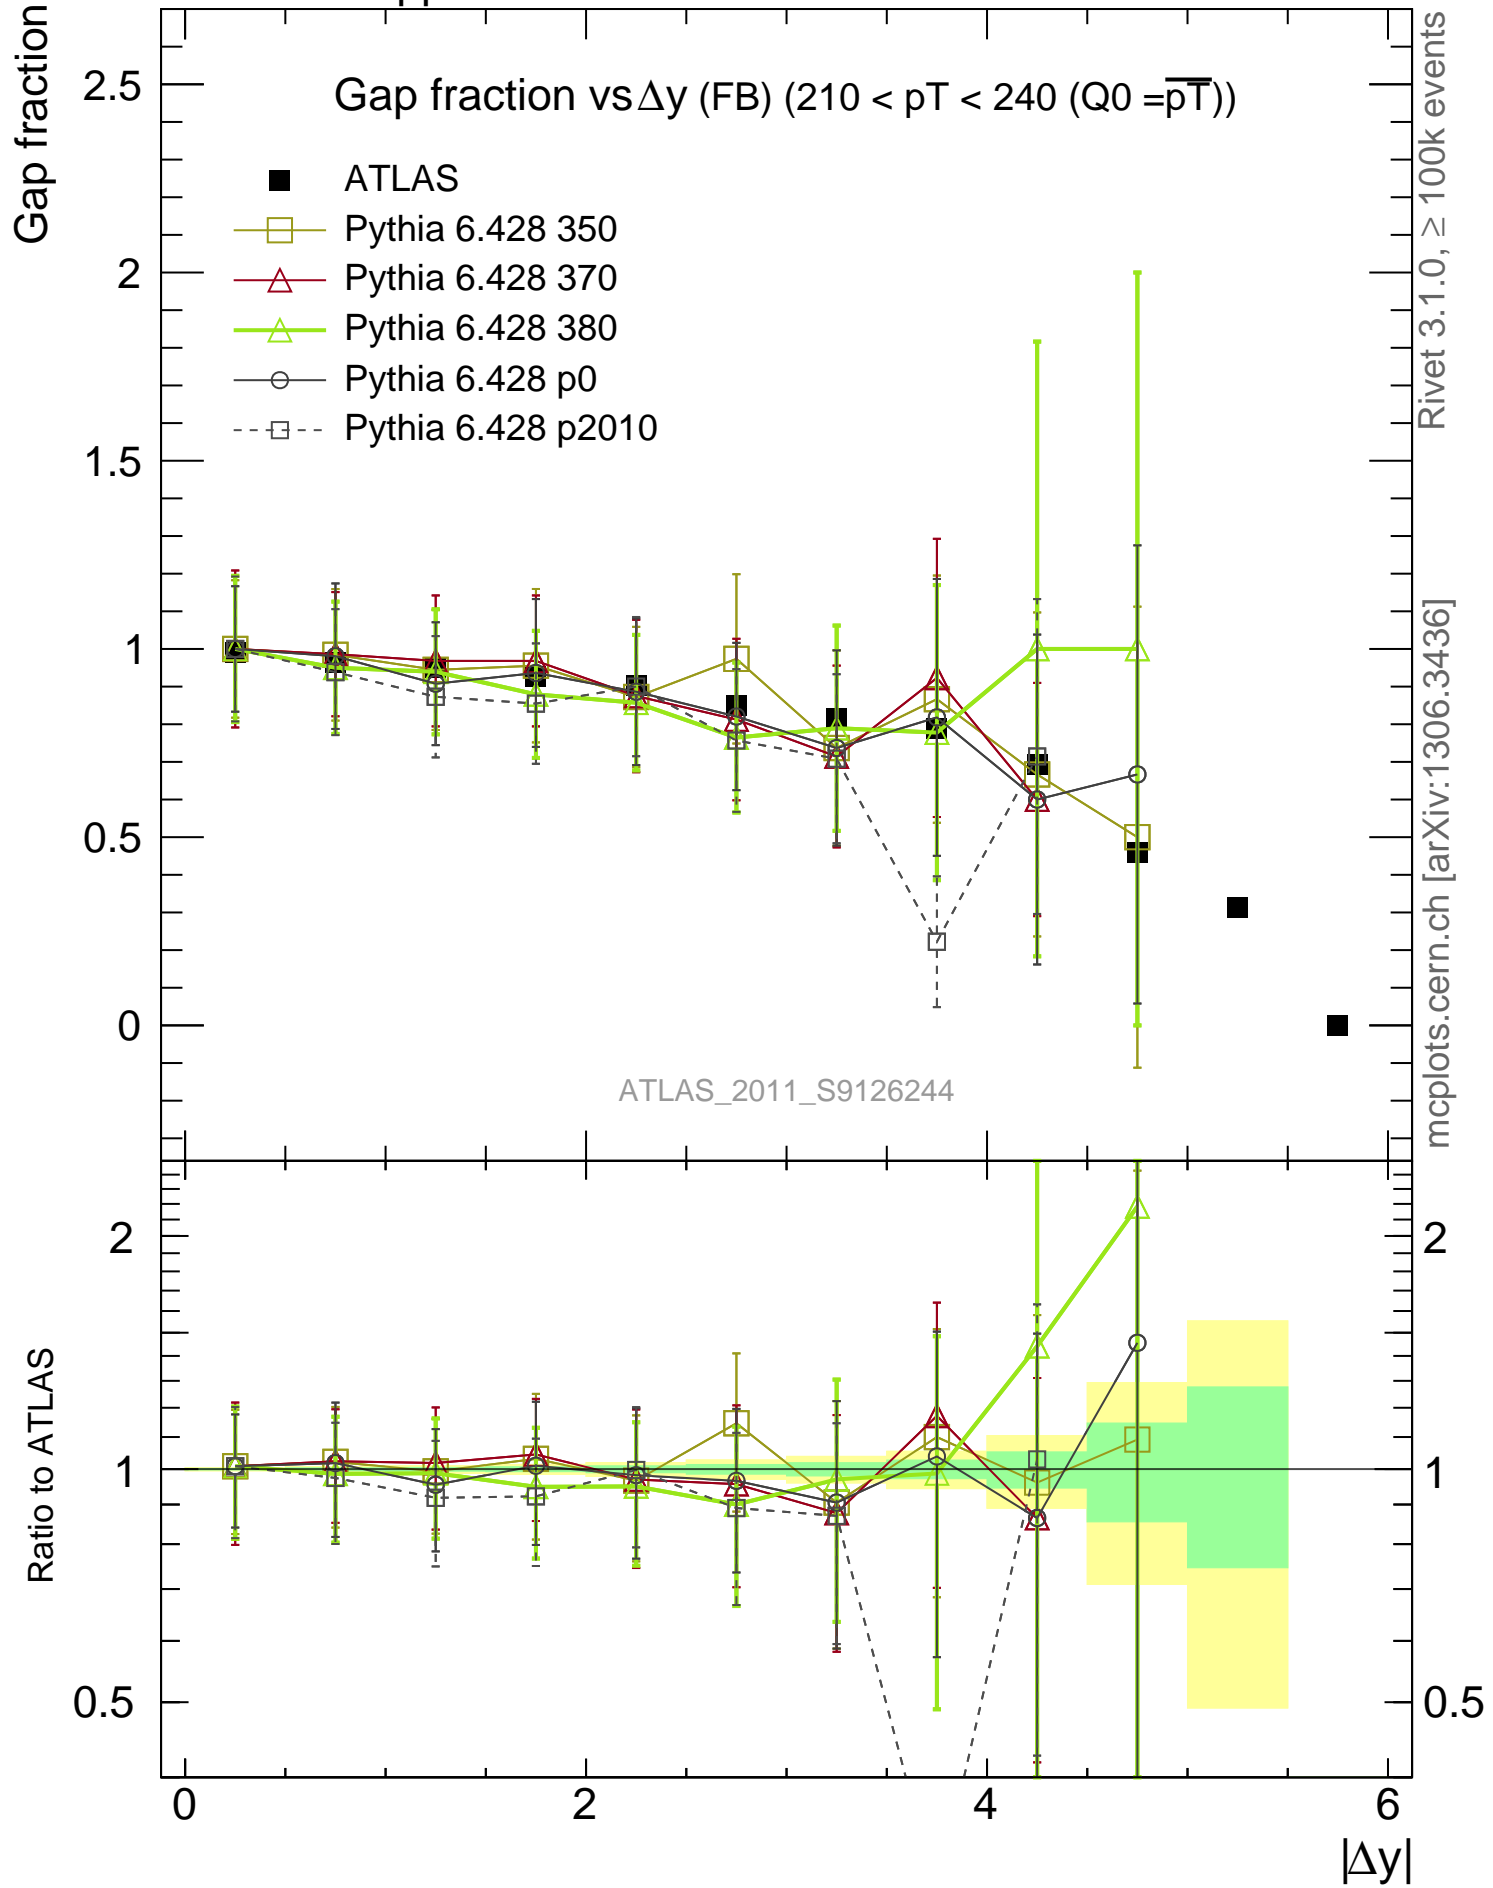 Gap fraction vs Δy (FB) (210 < pT < 240 (Q0 = pT))
Gap fraction
ATLAS
Pythia 6.428 350
Pythia 6.428 370
Pythia 6.428 380
Pythia 6.428 p0
Pythia 6.428 p2010
2.5
2
1.5
1
0.5
0
ATLAS_2011_S9126244
Rivet 3.1.0, ≥ 100k events
mcplots.cern.ch [arXiv:1306.3436]
Ratio to ATLAS
2
1
0.5
2
1
0.5
0
2
4
6
|Δy|